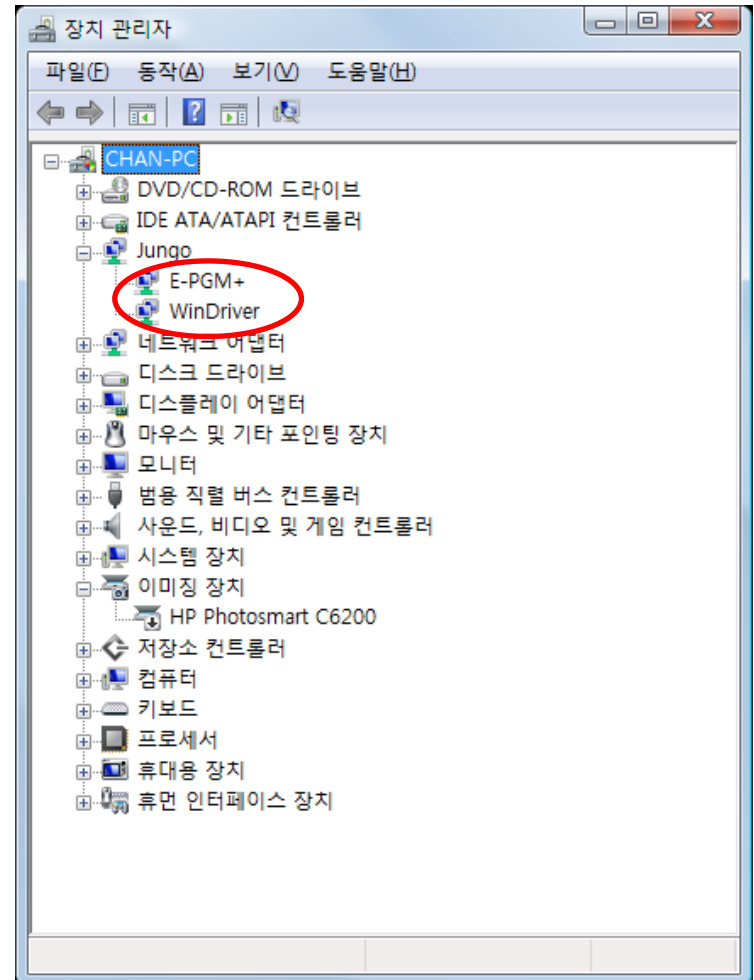 장치 관리자
파일(F) 동작(A) 보기(V) 도움말(H)
CHAN-PC
DVD/CD-ROM 드라이브
IDE ATA/ATAPI 컨트롤러
Jungo
E-PGM+
WinDriver
네트워크 어댑터
디스크 드라이브
디스플레이 어댑터
마우스 및 기타 포인팅 장치
모니터
범용 직렬 버스 컨트롤러
사운드, 비디오 및 게임 컨트롤러
시스템 장치
이미징 장치
HP Photosmart C6200
저장소 컨트롤러
컴퓨터
키보드
프로세서
휴대용 장치
휴먼 인터페이스 장치